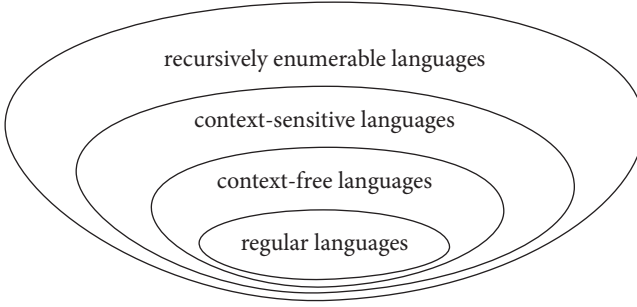 recursively enumerable languages
context-sensitive languages
context-free languages
regular languages